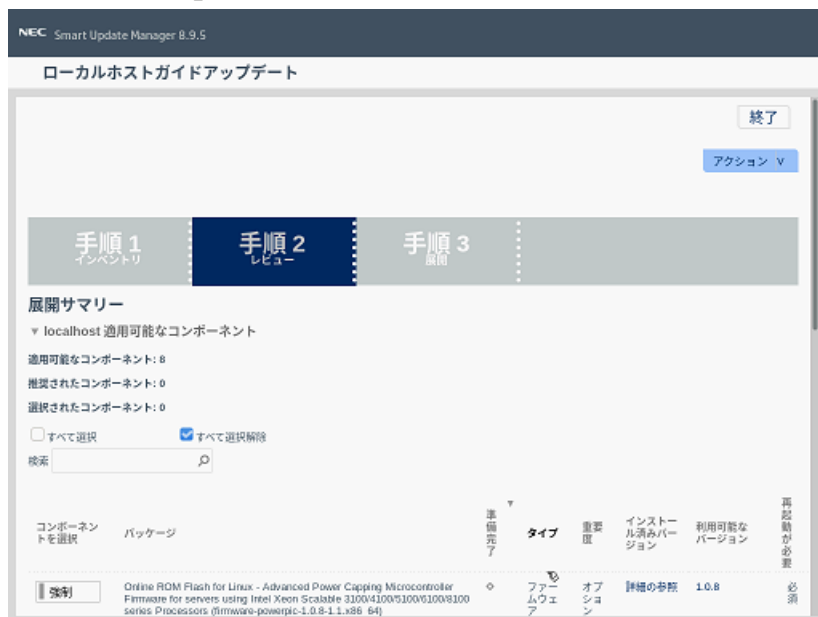 NEC Smart Update Manager 8.9.5
ローカルホストガイドアップデート
終了
アクション ∨
手順 1
インベントリ
手順 2
レビュー
手順 3
展開
展開サマリー
▼ localhost 適用可能なコンポーネント
適用可能なコンポーネント: 8
推奨されたコンポーネント: 0
選択されたコンポーネント: 0
すべて選択
すべて選択解除
検索
コンポーネン
トを選択
パッケージ
準
備
完
了
タイプ
重要
度
インストー
ル済みバー
ジョン
利用可能な
バージョン
再
起
動
が
必
要
強制
Online ROM Flash for Linux - Advanced Power Capping Microcontroller
Firmware for servers using Intel Xeon Scalable 3100/4100/5100/6100/8100
series Processors (firmware-powerpic-1.0.8-1.1.x86_64)
ファー
ムウェ
ア
オプ
ショ
ン
詳細の参照
1.0.8
必
須